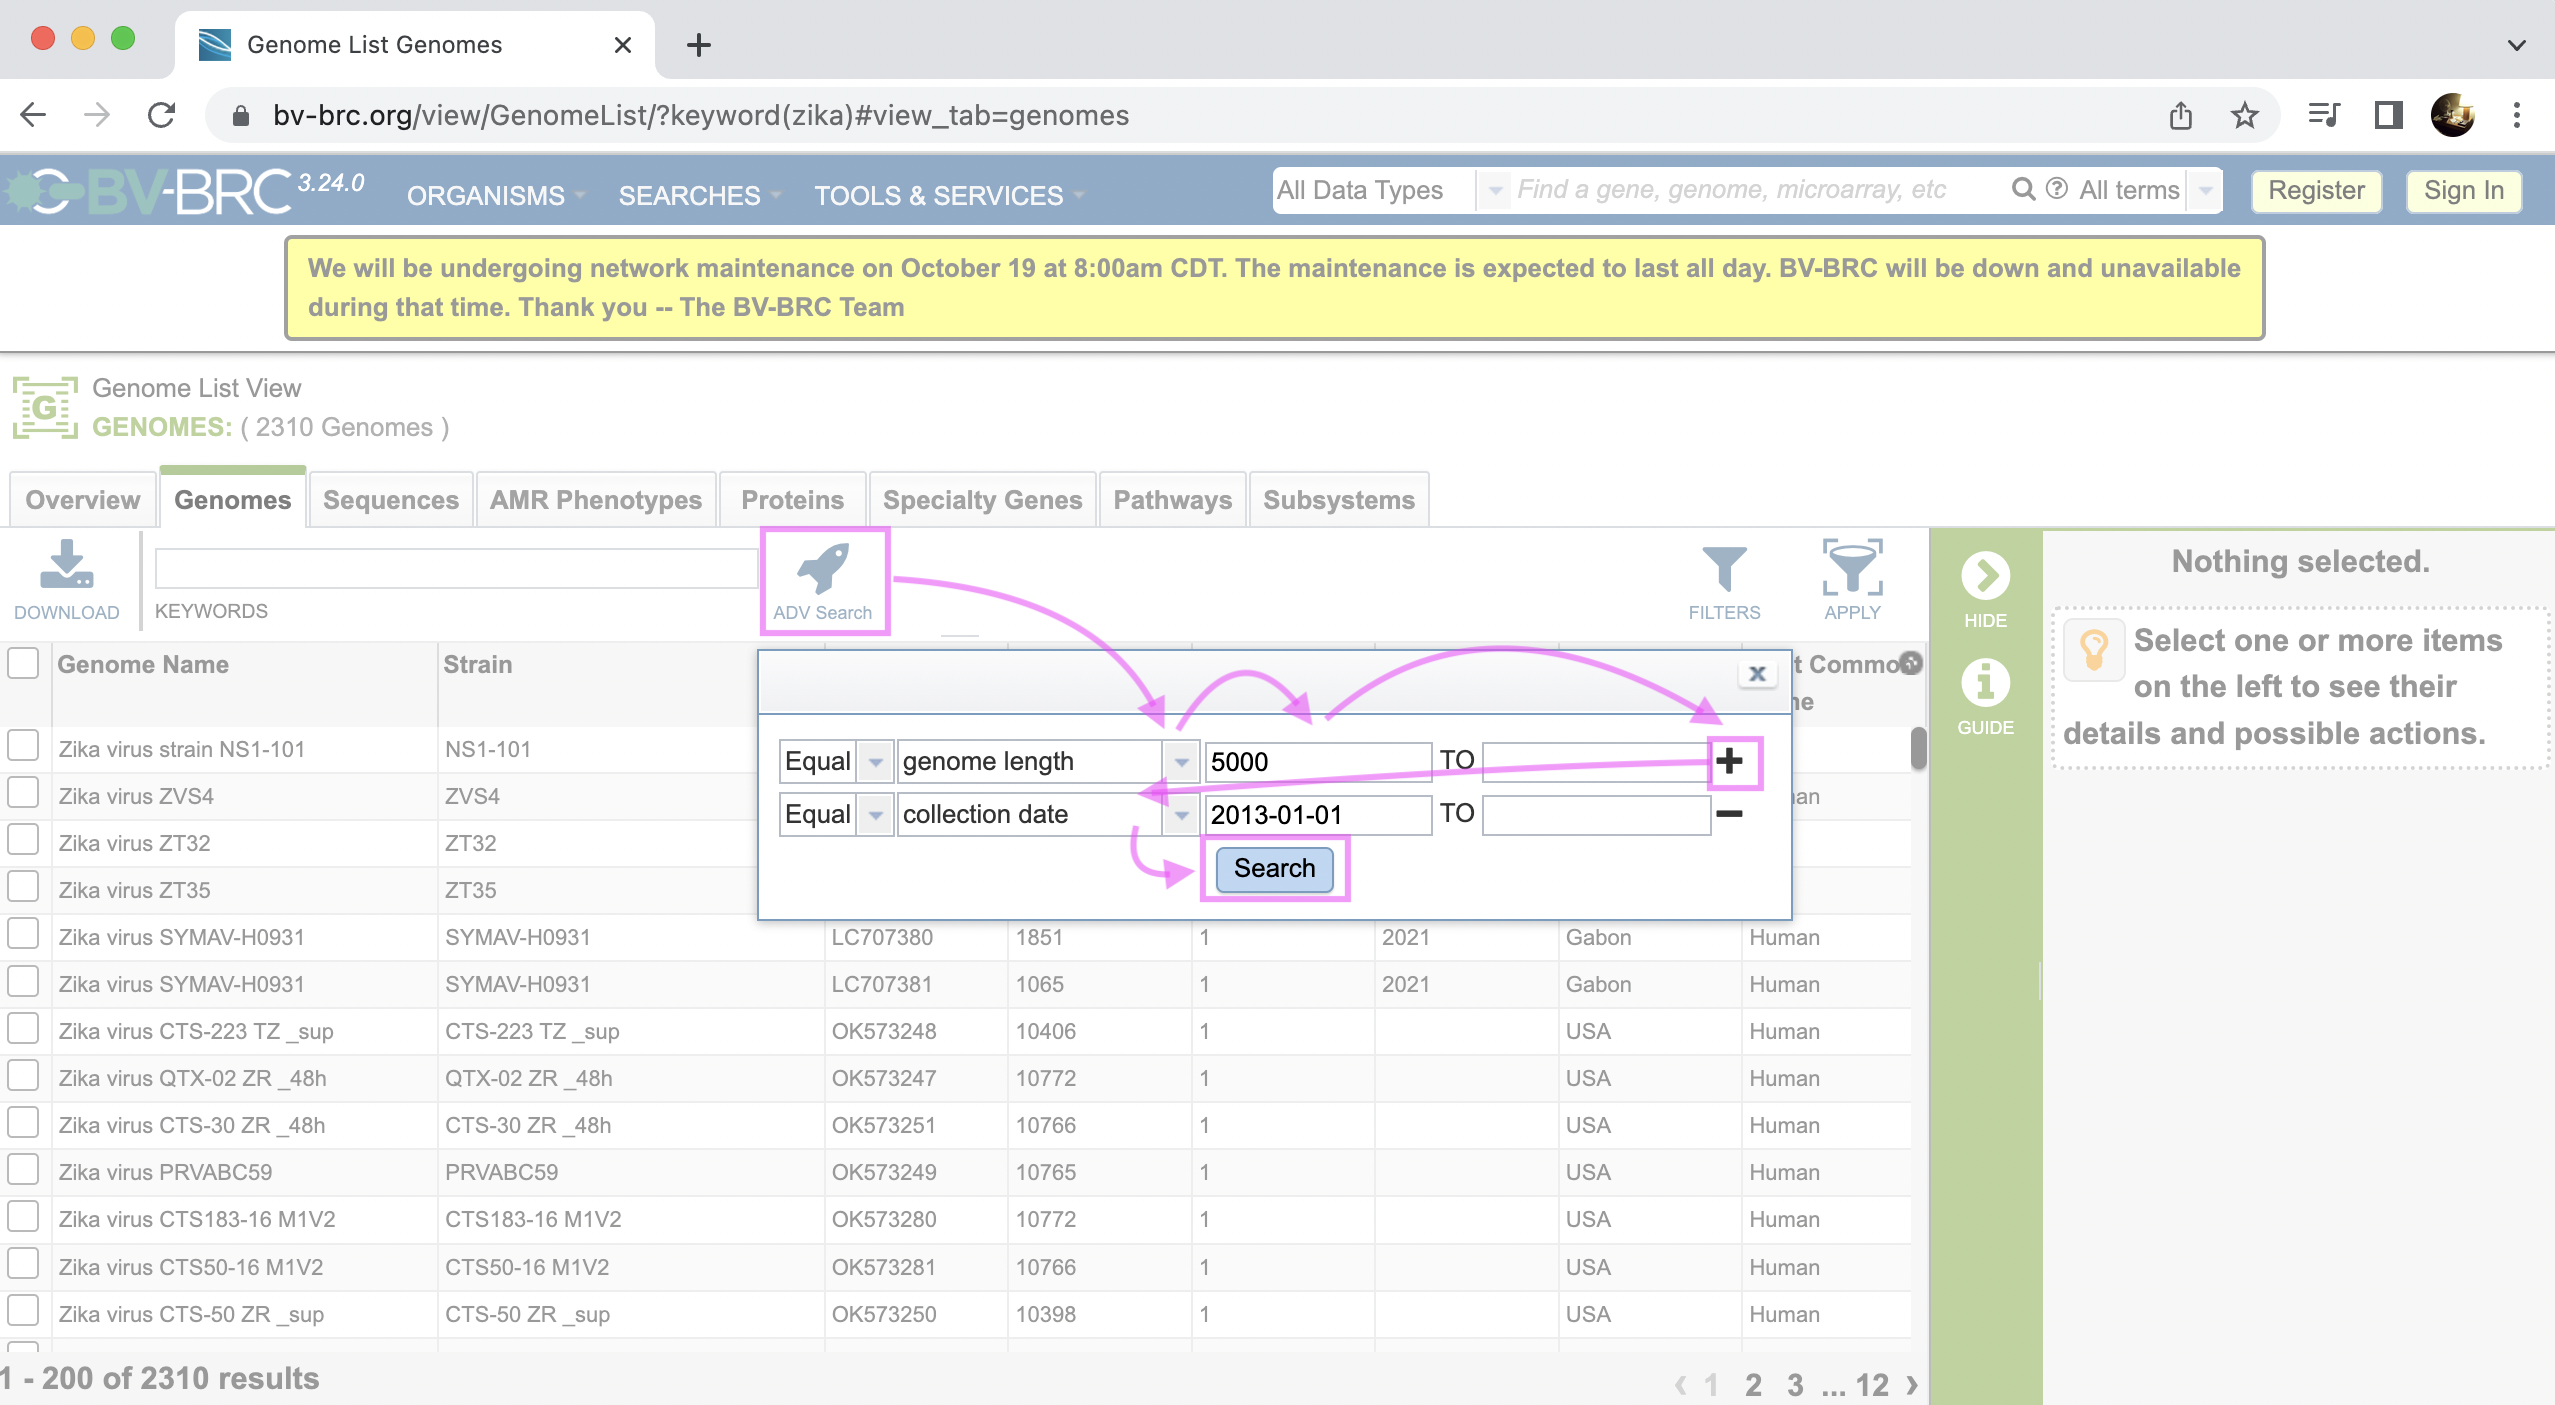 Genome List Genomes
bv-brc.org/view/GenomeList/?keyword(zika)#view_tab=genomes
BV-BRC 3.24.0 ORGANISMS SEARCHES TOOLS & SERVICES All Data Types Find a gene, genome, microarray, etc All terms Register Sign In
We will be undergoing network maintenance on October 19 at 8:00am CDT. The maintenance is expected to last all day. BV-BRC will be down and unavailable
during that time. Thank you -- The BV-BRC Team
G
Genome List View
GENOMES: ( 2310 Genomes )
Overview Genomes Sequences AMR Phenotypes Proteins Specialty Genes Pathways Subsystems
DOWNLOAD KEYWORDS ADV Search FILTERS APPLY
HIDE
GUIDE
Nothing selected.
Select one or more items
on the left to see their
details and possible actions.
Genome Name Strain t Commo
ne
x
Equal genome length 5000 TO +
Equal collection date 2013-01-01 TO −
Search
Zika virus strain NS1-101 NS1-101
Zika virus ZVS4 ZVS4 an
Zika virus ZT32 ZT32
Zika virus ZT35 ZT35
Zika virus SYMAV-H0931 SYMAV-H0931 LC707380 1851 1 2021 Gabon Human
Zika virus SYMAV-H0931 SYMAV-H0931 LC707381 1065 1 2021 Gabon Human
Zika virus CTS-223 TZ _sup CTS-223 TZ _sup OK573248 10406 1 USA Human
Zika virus QTX-02 ZR _48h QTX-02 ZR _48h OK573247 10772 1 USA Human
Zika virus CTS-30 ZR _48h CTS-30 ZR _48h OK573251 10766 1 USA Human
Zika virus PRVABC59 PRVABC59 OK573249 10765 1 USA Human
Zika virus CTS183-16 M1V2 CTS183-16 M1V2 OK573280 10772 1 USA Human
Zika virus CTS50-16 M1V2 CTS50-16 M1V2 OK573281 10766 1 USA Human
Zika virus CTS-50 ZR _sup CTS-50 ZR _sup OK573250 10398 1 USA Human
1 - 200 of 2310 results ‹ 1 2 3 ... 12 ›